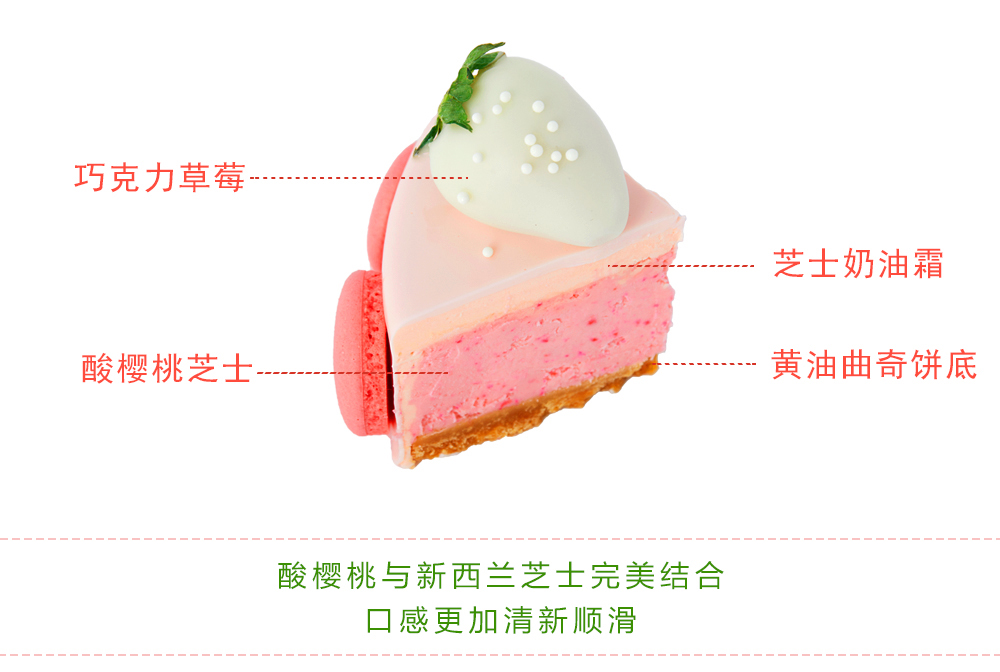 巧克力草莓
芝士奶油霜
酸樱桃芝士
黄油曲奇饼底
酸樱桃与新西兰芝士完美结合
口感更加清新顺滑